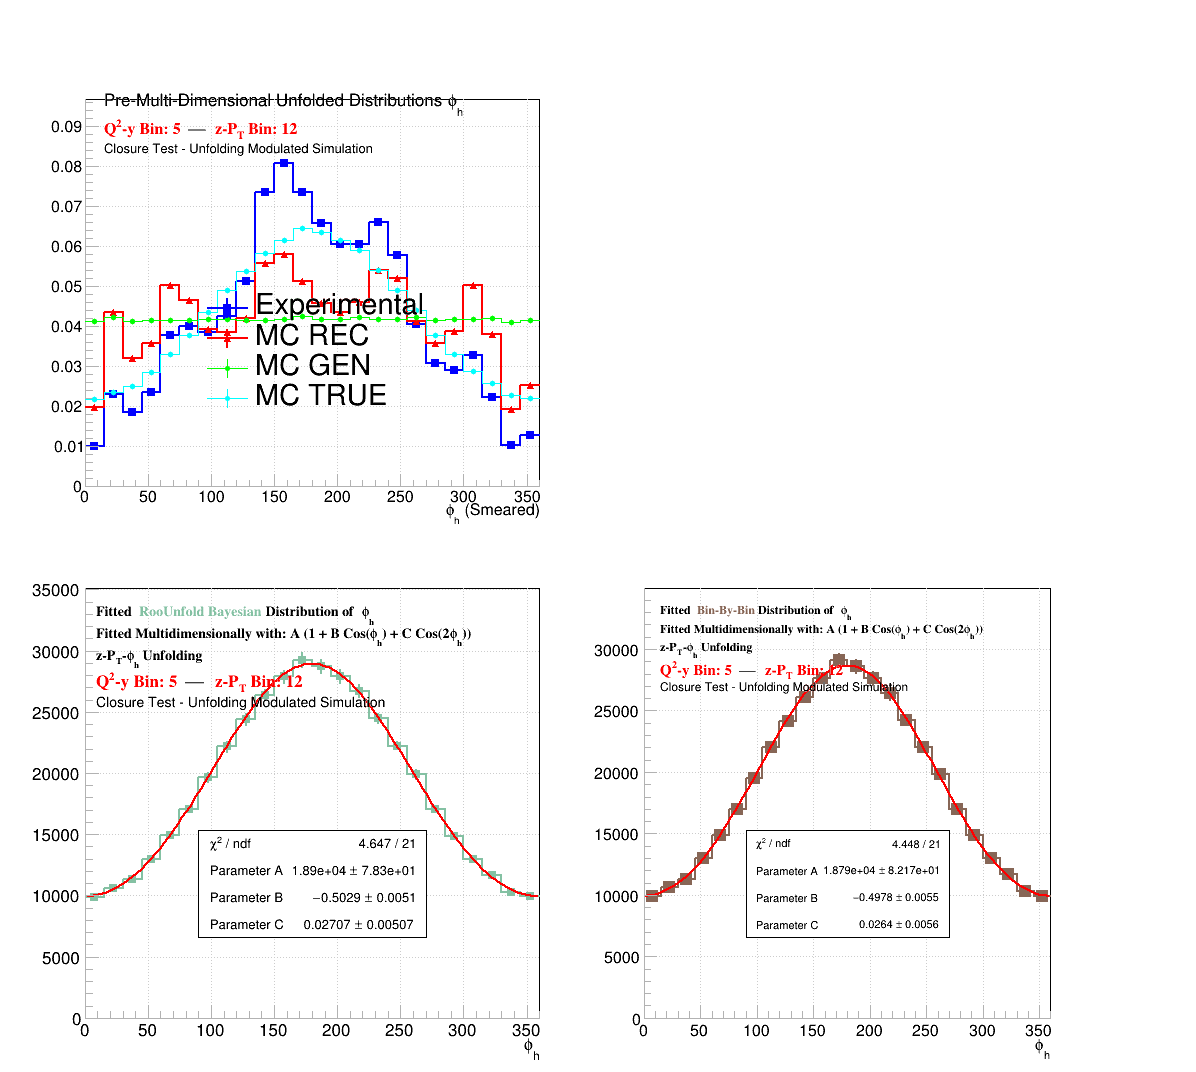 Pre-Multi-Dimensional Unfolded Distributions ϕh
Q2-y Bin: 5 — z-PT Bin: 12
Closure Test - Unfolding Modulated Simulation
0.09
0.08
0.07
0.06
0.05
0.04
0.03
0.02
0.01
0
Experimental
MC REC
MC GEN
MC TRUE
0 50 100 150 200 250 300 350
ϕh (Smeared)
35000
30000
25000
20000
15000
10000
5000
0
Fitted RooUnfold Bayesian Distribution of ϕh
Fitted Multidimensionally with: A (1 + B Cos(ϕh) + C Cos(2ϕh))
z-PT-ϕh Unfolding
Q2-y Bin: 5 — z-PT Bin: 12
Closure Test - Unfolding Modulated Simulation
χ2 / ndf 4.647 / 21
Parameter A 1.89e+04 ± 7.83e+01
Parameter B −0.5029 ± 0.0051
Parameter C 0.02707 ± 0.00507
0 50 100 150 200 250 300 350
ϕh
30000
25000
20000
15000
10000
5000
0
Fitted Bin-By-Bin Distribution of ϕh
Fitted Multidimensionally with: A (1 + B Cos(ϕh) + C Cos(2ϕh))
z-PT-ϕh Unfolding
Q2-y Bin: 5 — z-PT Bin: 12
Closure Test - Unfolding Modulated Simulation
χ2 / ndf 4.448 / 21
Parameter A 1.879e+04 ± 8.217e+01
Parameter B −0.4978 ± 0.0055
Parameter C 0.0264 ± 0.0056
0 50 100 150 200 250 300 350
ϕh